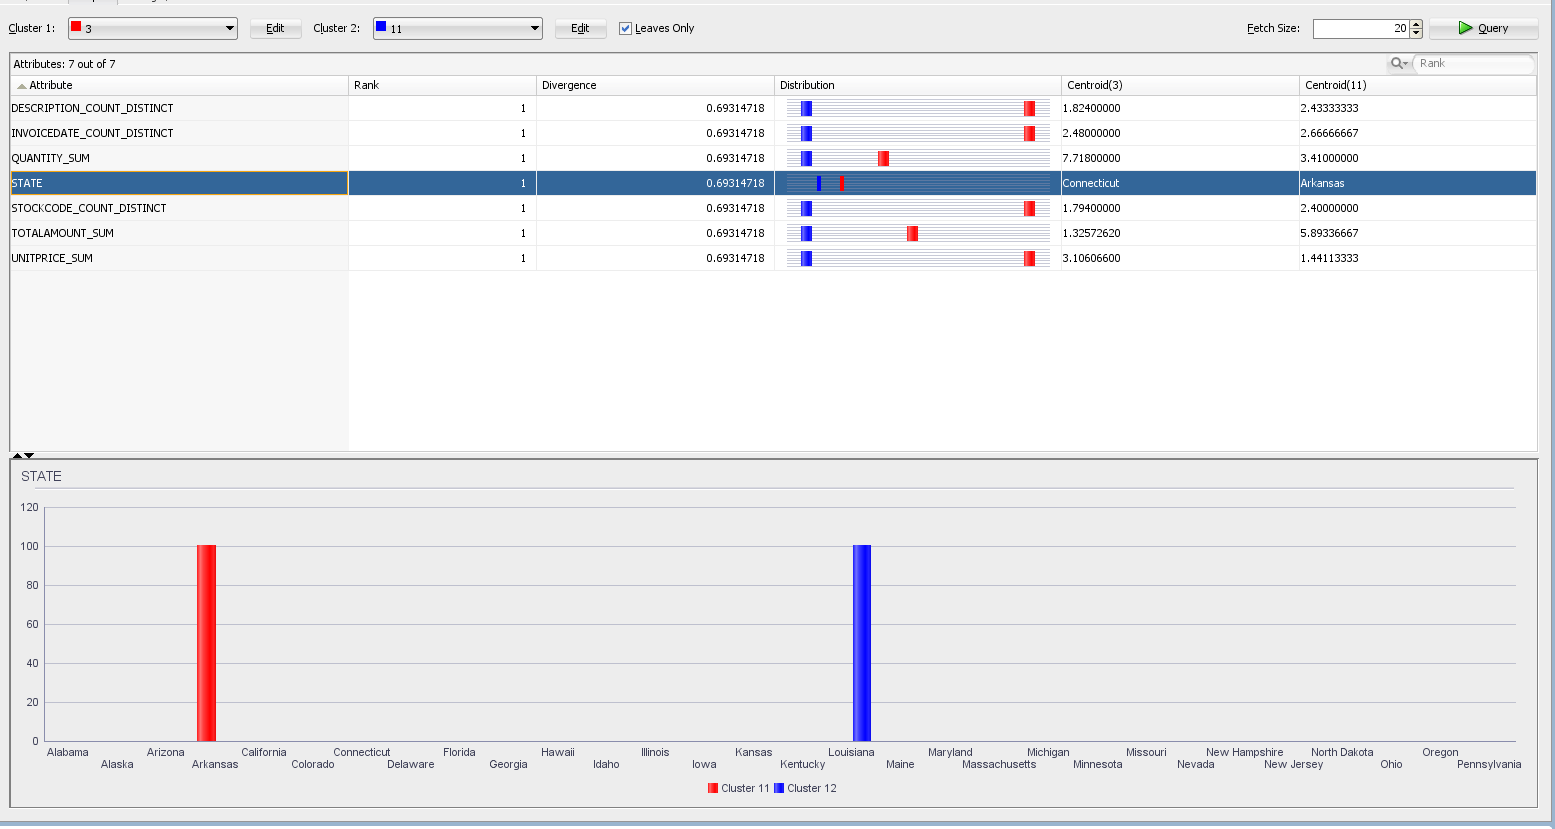 Cluster 1: 3 Edit Cluster 2: 11 Edit Leaves Only Fetch Size: 20 Query
Attributes: 7 out of 7 Rank
Attribute Rank Divergence Distribution Centroid(3) Centroid(11)
DESCRIPTION_COUNT_DISTINCT 1 0.69314718 1.82400000 2.43333333
INVOICEDATE_COUNT_DISTINCT 1 0.69314718 2.48000000 2.66666667
QUANTITY_SUM 1 0.69314718 7.71800000 3.41000000
STATE 1 0.69314718 Connecticut Arkansas
STOCKCODE_COUNT_DISTINCT 1 0.69314718 1.79400000 2.40000000
TOTALAMOUNT_SUM 1 0.69314718 1.32572620 5.89336667
UNITPRICE_SUM 1 0.69314718 3.10606600 1.44113333
STATE
120
100
80
60
40
20
0
Alabama Arizona California Connecticut Florida Hawaii Illinois Kansas Louisiana Maryland Michigan Missouri New Hampshire North Dakota Oregon
Alaska Arkansas Colorado Delaware Georgia Idaho Iowa Kentucky Maine Massachusetts Minnesota Nevada New Jersey Ohio Pennsylvania
Cluster 11 Cluster 12